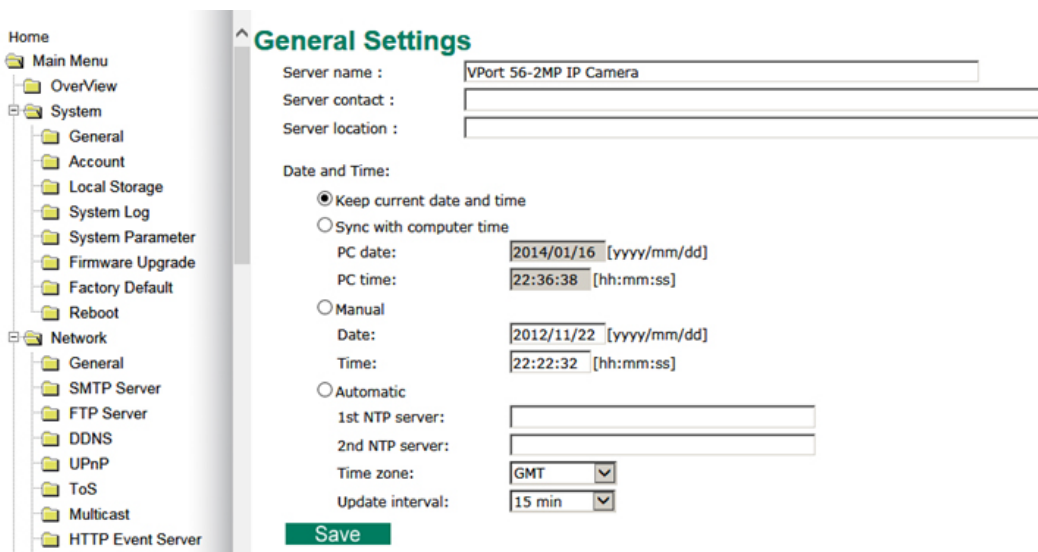 Home
Main Menu
OverView
System
General
Account
Local Storage
System Log
System Parameter
Firmware Upgrade
Factory Default
Reboot
Network
General
SMTP Server
FTP Server
DDNS
UPnP
ToS
Multicast
HTTP Event Server
General Settings
Server name : VPort 56-2MP IP Camera
Server contact :
Server location :
Date and Time:
Keep current date and time
Sync with computer time
PC date: 2014/01/16 [yyyy/mm/dd]
PC time: 22:36:38 [hh:mm:ss]
Manual
Date: 2012/11/22 [yyyy/mm/dd]
Time: 22:22:32 [hh:mm:ss]
Automatic
1st NTP server:
2nd NTP server:
Time zone: GMT
Update interval: 15 min
Save